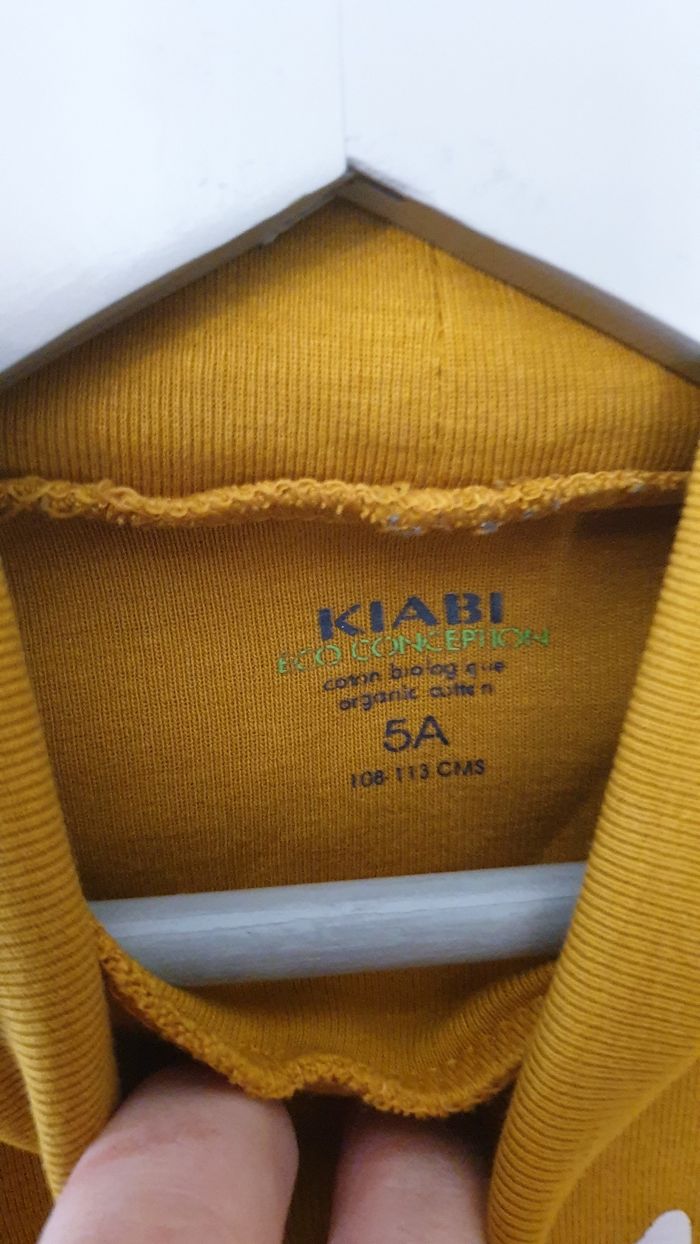 KIABI
ECO CONCEPTION
coton biologique
organic cotton
5A
108-113 CMS